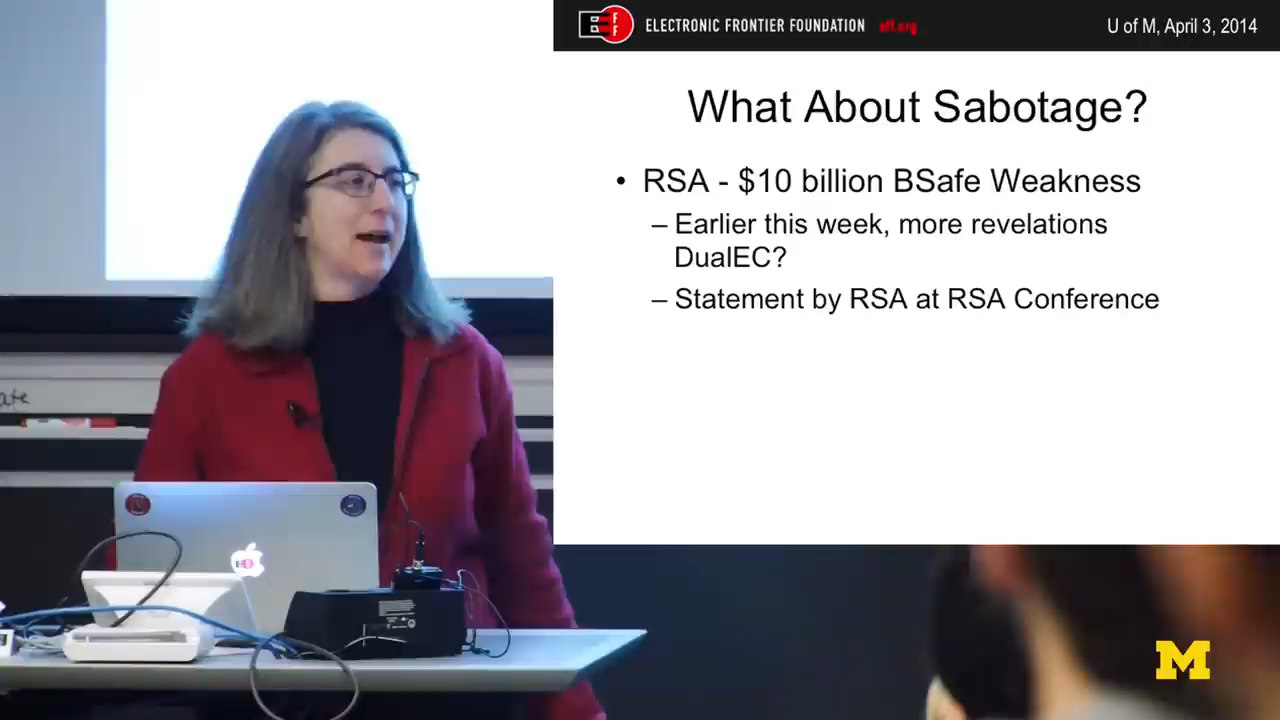 ELECTRONIC FRONTIER FOUNDATION eff.org
U of M, April 3, 2014
What About Sabotage?
• RSA - $10 billion BSafe Weakness
– Earlier this week, more revelations
DualEC?
– Statement by RSA at RSA Conference
M